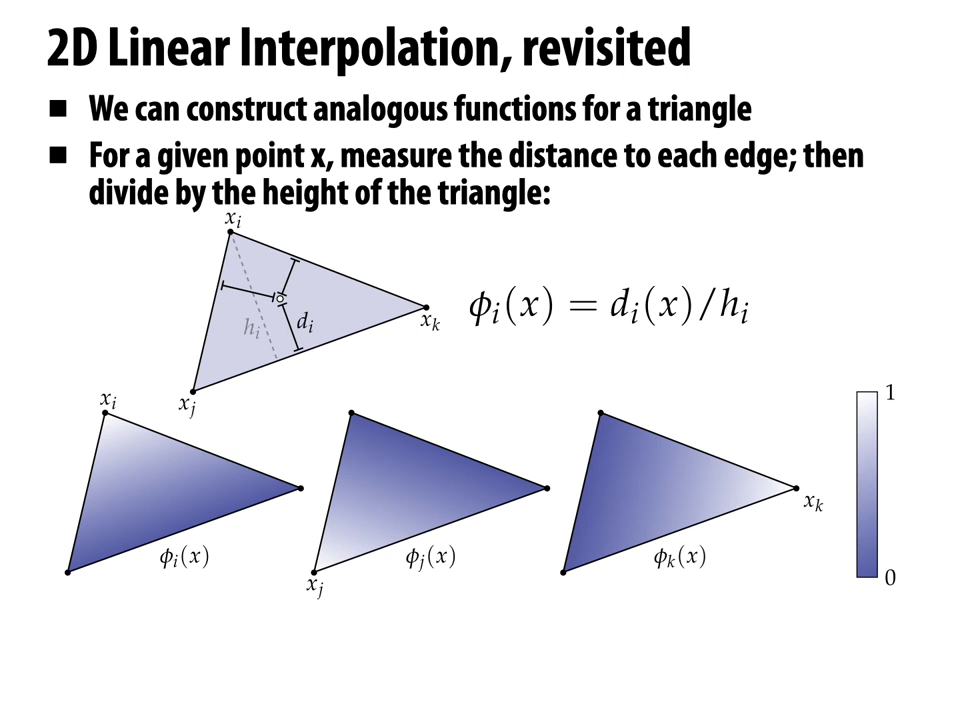 2D Linear Interpolation, revisited
■ We can construct analogous functions for a triangle
■ For a given point x, measure the distance to each edge; then
divide by the height of the triangle:
x_i
h_i
d_i
x_k
ϕ_i(x) = d_i(x)/h_i
x_j
x_i
ϕ_i(x)
ϕ_j(x)
x_j
ϕ_k(x)
x_k
1
0